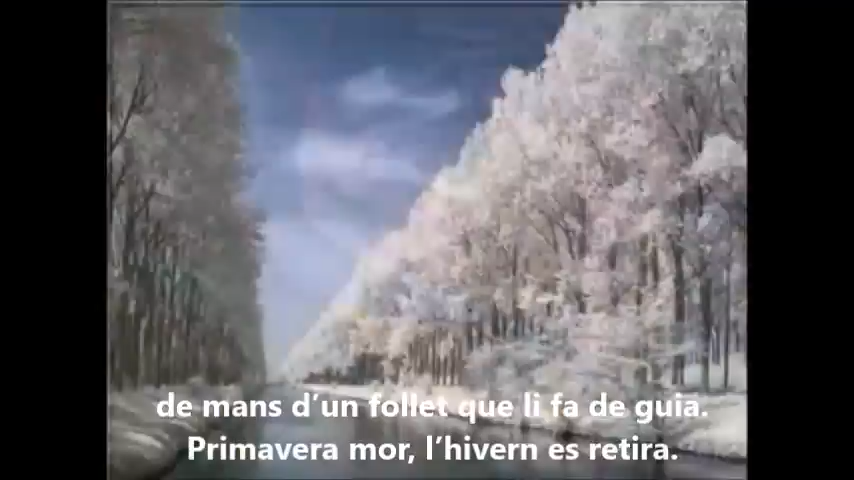 de mans d’un follet que li fa de guia.
Primavera mor, l’hivern es retira.